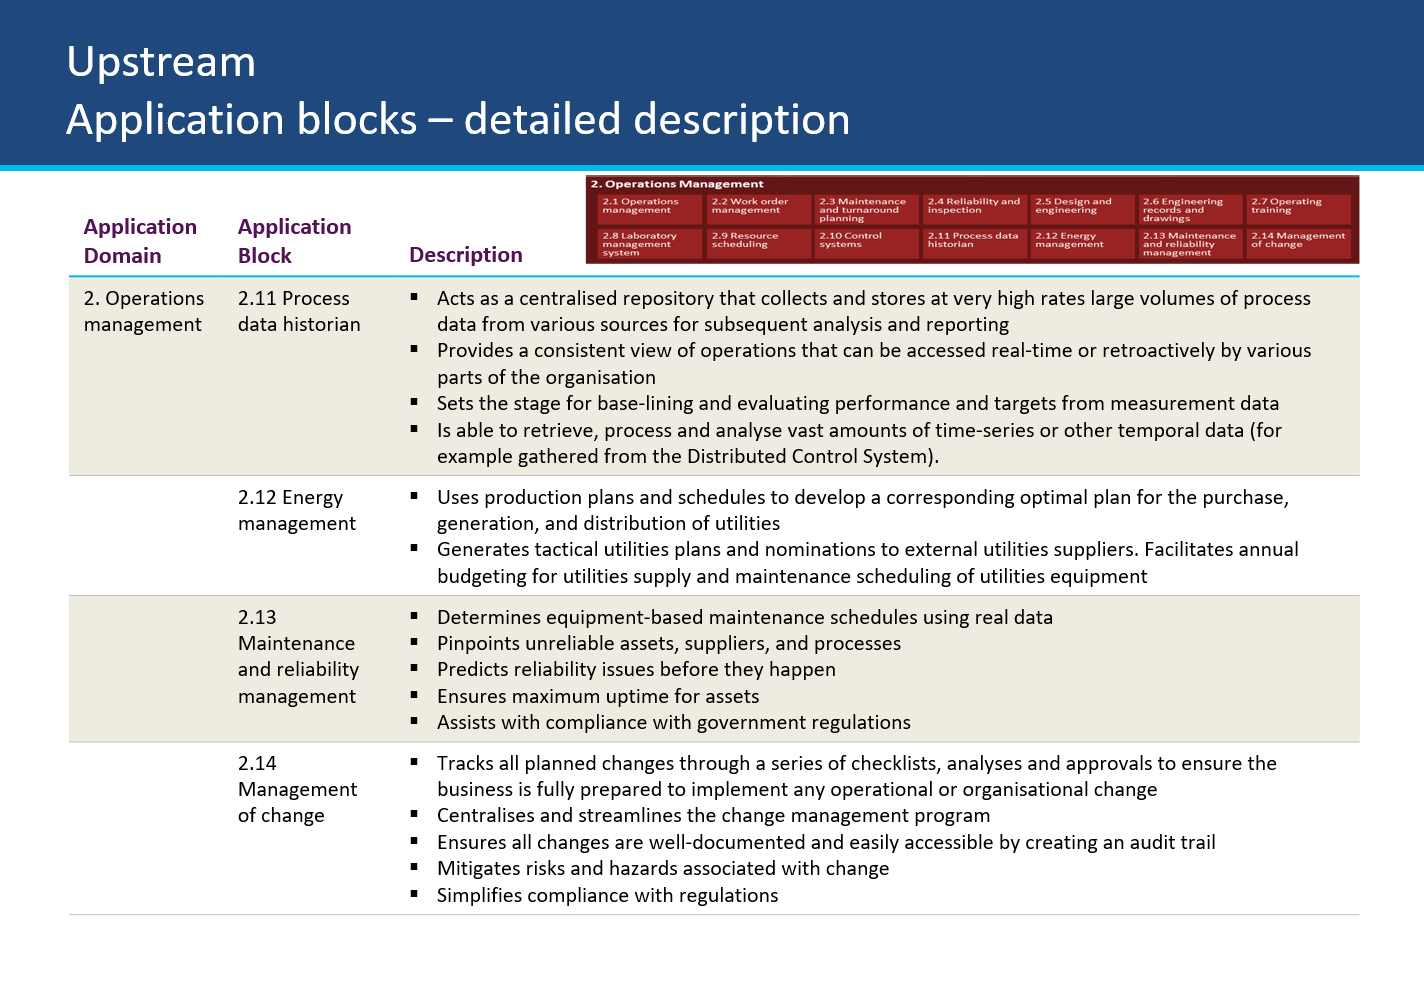 Upstream
Application blocks – detailed description
2. Operations Management
2.1 Operations
management
2.2 Work order
management
2.3 Maintenance
and turnaround
planning
2.4 Reliability and
inspection
2.5 Design and
engineering
2.6 Engineering
records and
drawings
2.7 Operating
training
2.8 Laboratory
management
system
2.9 Resource
scheduling
2.10 Control
systems
2.11 Process data
historian
2.12 Energy
management
2.13 Maintenance
and reliability
management
2.14 Management
of change
Application
Domain
Application
Block
Description
2. Operations
management
2.11 Process
data historian
▪ Acts as a centralised repository that collects and stores at very high rates large volumes of process
data from various sources for subsequent analysis and reporting
▪ Provides a consistent view of operations that can be accessed real-time or retroactively by various
parts of the organisation
▪ Sets the stage for base-lining and evaluating performance and targets from measurement data
▪ Is able to retrieve, process and analyse vast amounts of time-series or other temporal data (for
example gathered from the Distributed Control System).
2.12 Energy
management
▪ Uses production plans and schedules to develop a corresponding optimal plan for the purchase,
generation, and distribution of utilities
▪ Generates tactical utilities plans and nominations to external utilities suppliers. Facilitates annual
budgeting for utilities supply and maintenance scheduling of utilities equipment
2.13
Maintenance
and reliability
management
▪ Determines equipment-based maintenance schedules using real data
▪ Pinpoints unreliable assets, suppliers, and processes
▪ Predicts reliability issues before they happen
▪ Ensures maximum uptime for assets
▪ Assists with compliance with government regulations
2.14
Management
of change
▪ Tracks all planned changes through a series of checklists, analyses and approvals to ensure the
business is fully prepared to implement any operational or organisational change
▪ Centralises and streamlines the change management program
▪ Ensures all changes are well-documented and easily accessible by creating an audit trail
▪ Mitigates risks and hazards associated with change
▪ Simplifies compliance with regulations